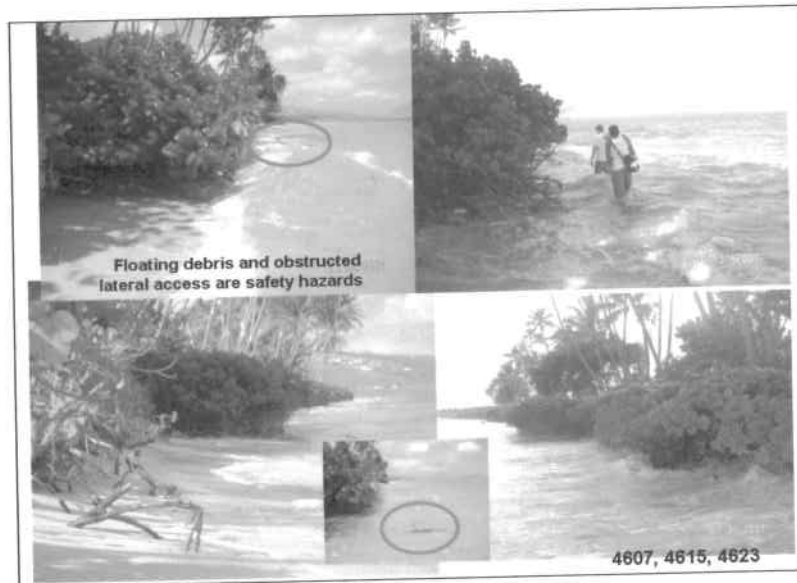 Floating debris and obstructed
lateral access are safety hazards
4607, 4615, 4623